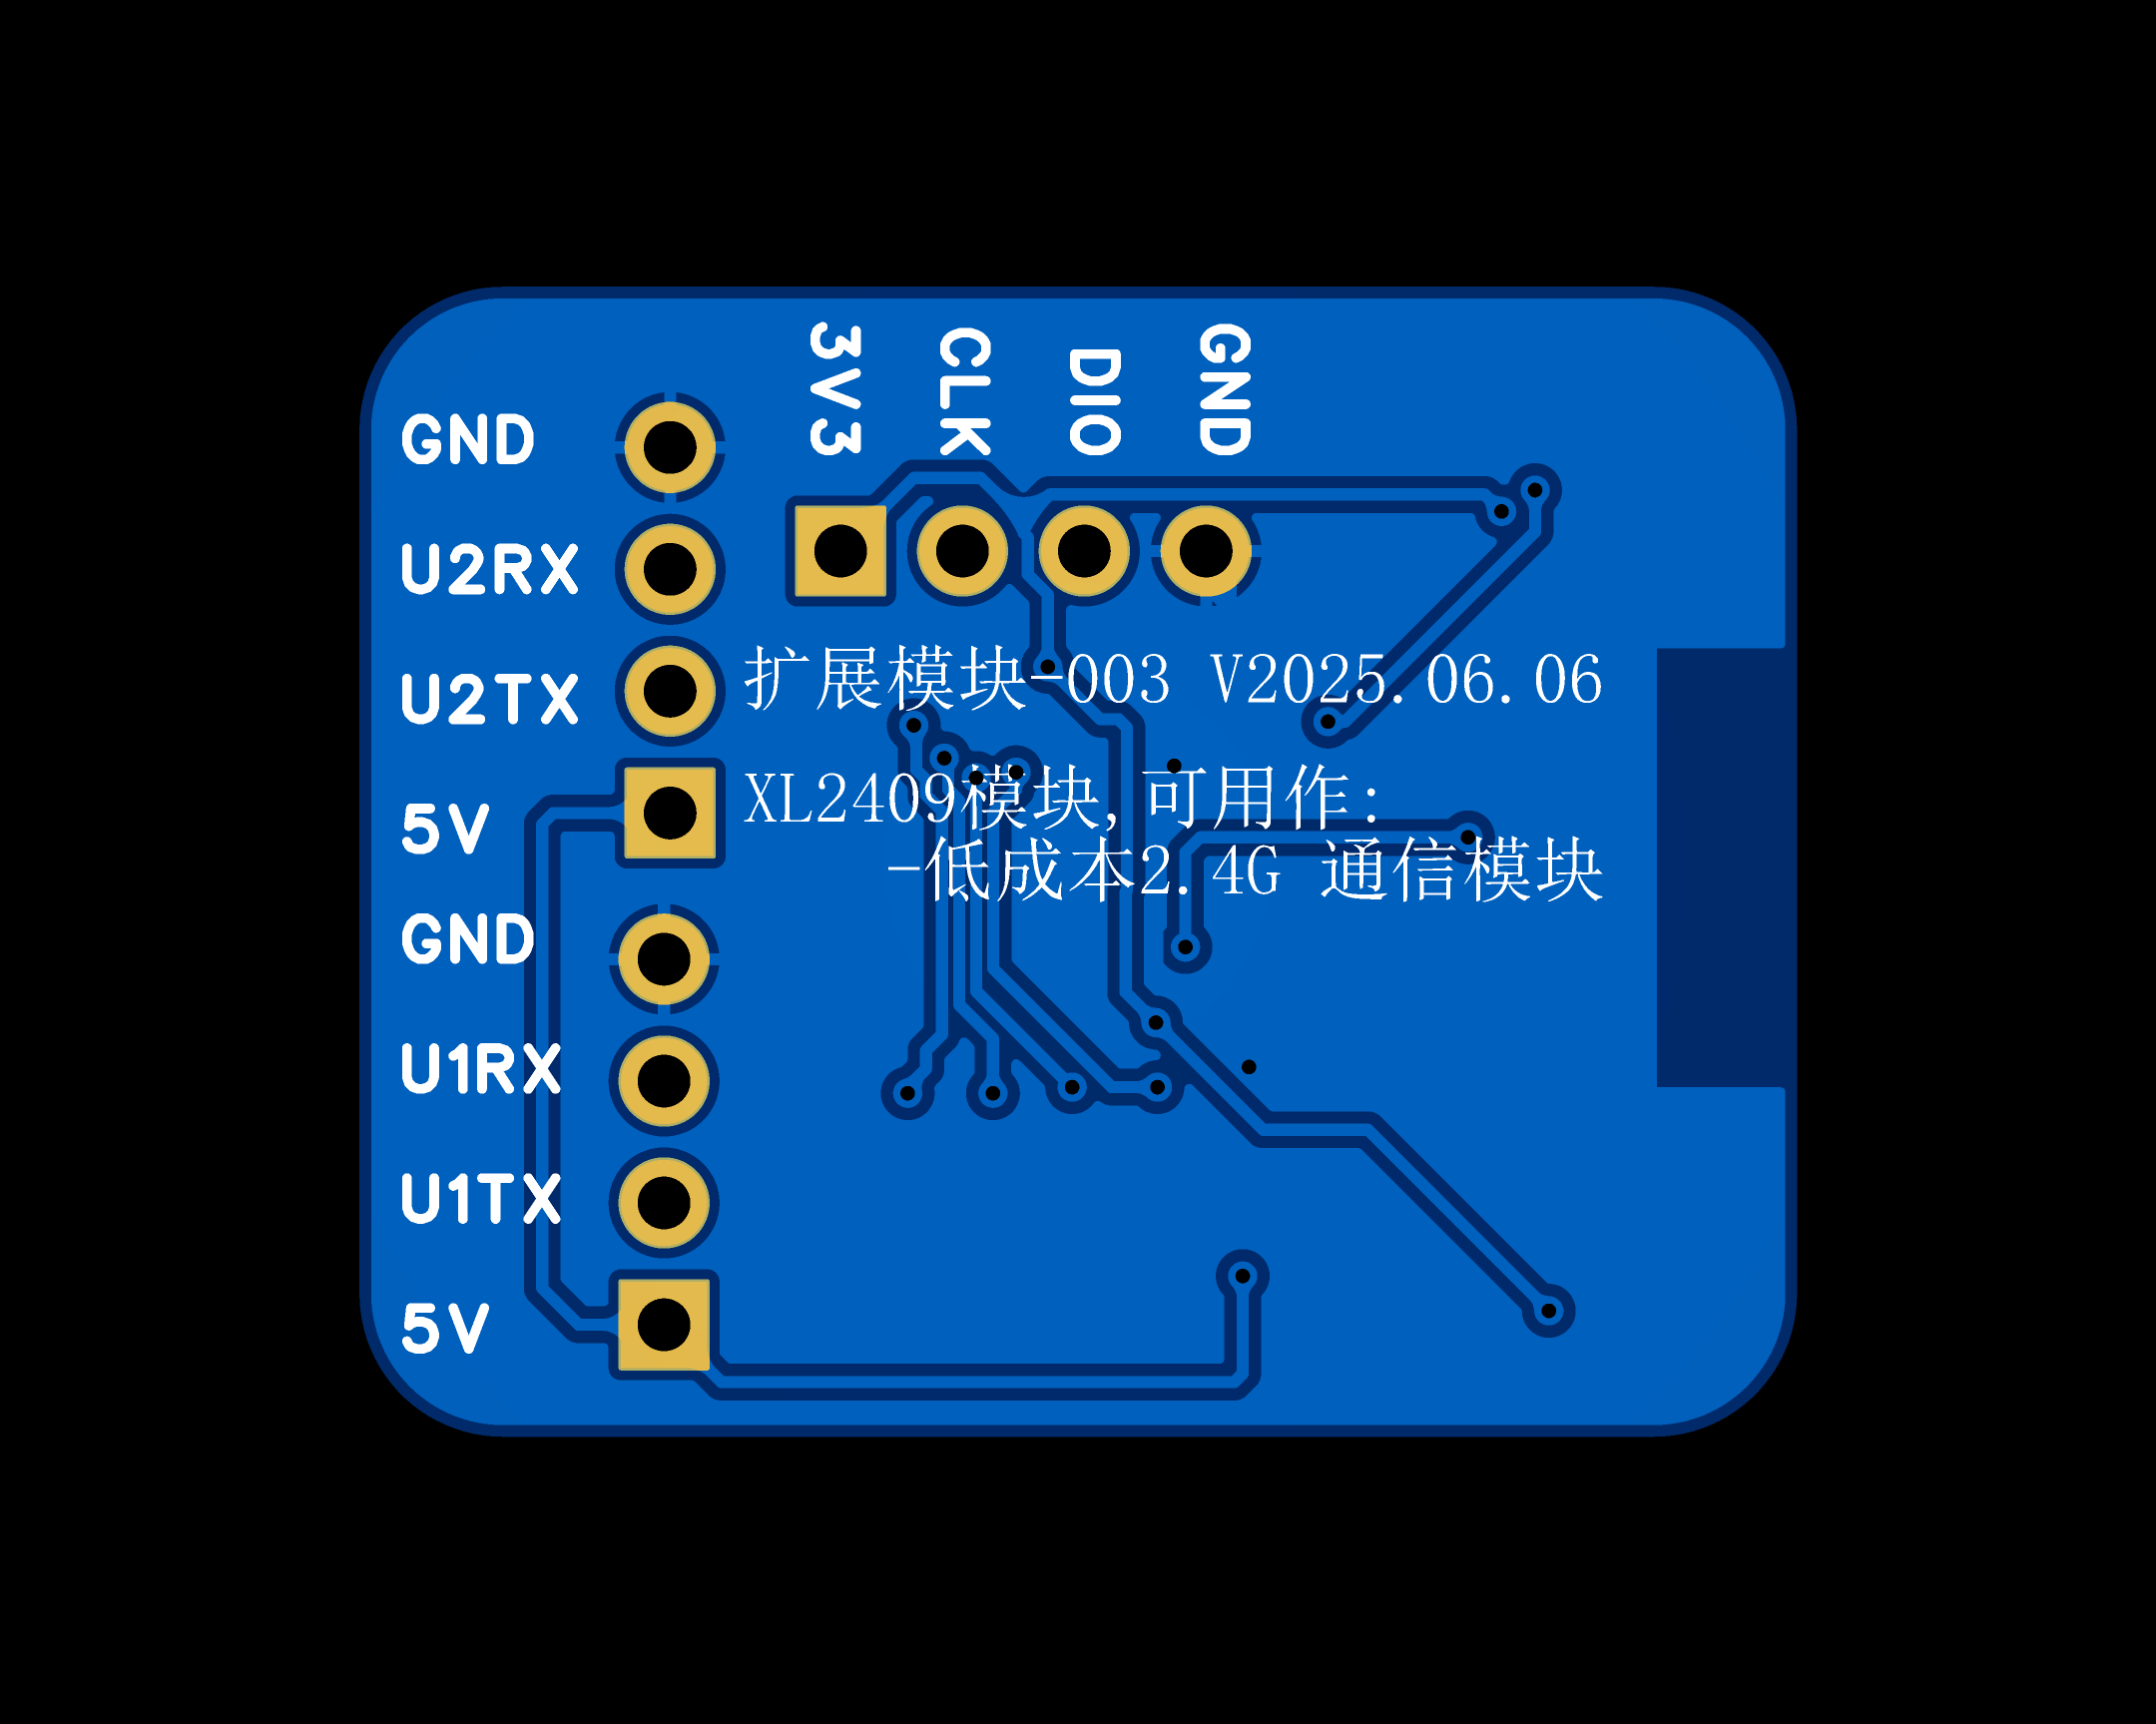 3V3
CLK
DIO
GND
GND
U2RX
U2TX
5V
GND
U1RX
U1TX
5V
扩展模块-003 V2025.06.06
XL2409模块,可用作:
-低成本2.4G 通信模块